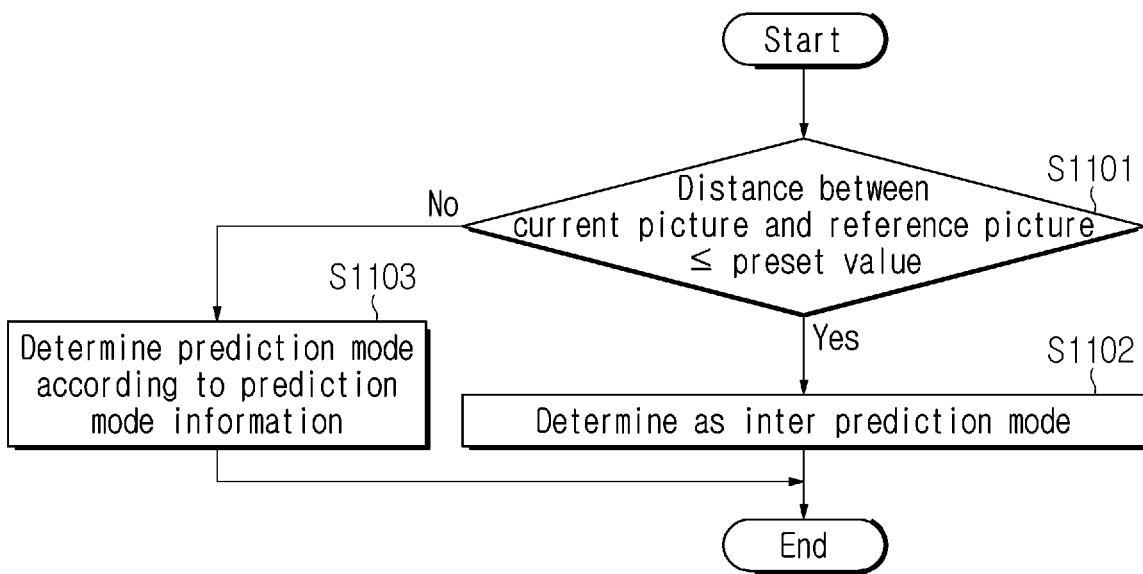 Start
S1101
Distance between
current picture and reference picture
≤ preset value
No
Yes
S1103
Determine prediction mode
according to prediction
mode information
S1102
Determine as inter prediction mode
End